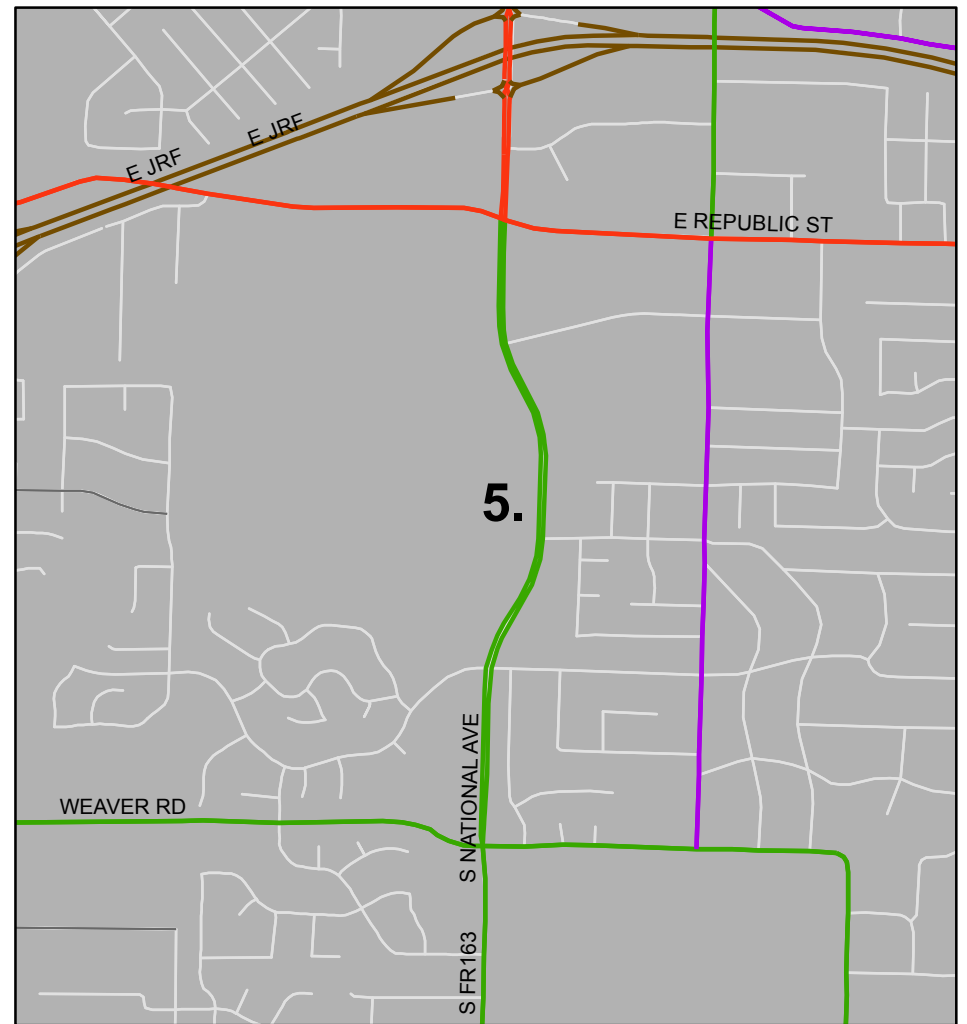 E JRF
E JRF
E REPUBLIC ST
5.
S NATIONAL AVE
WEAVER RD
S FR163